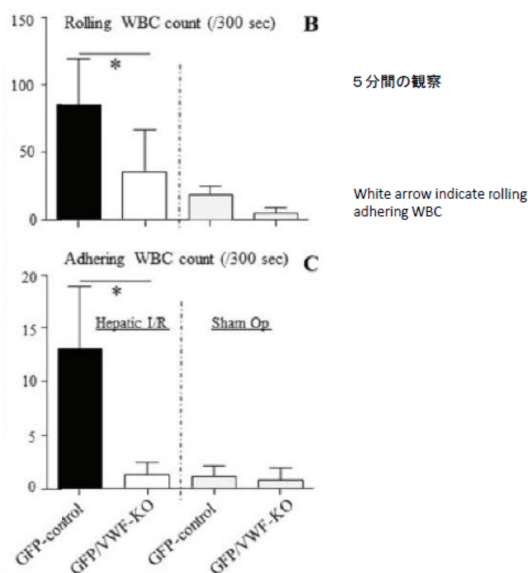 Rolling WBC count (/300 sec) B
150
100
50
0
*
５分間の観察
White arrow indicate rolling
adhering WBC
Adhering WBC count (/300 sec) C
20
15
10
5
0
*
Hepatic I/R Sham Op
GFP-control
GFP/VWF-KO
GFP-control
GFP/VWF-KO